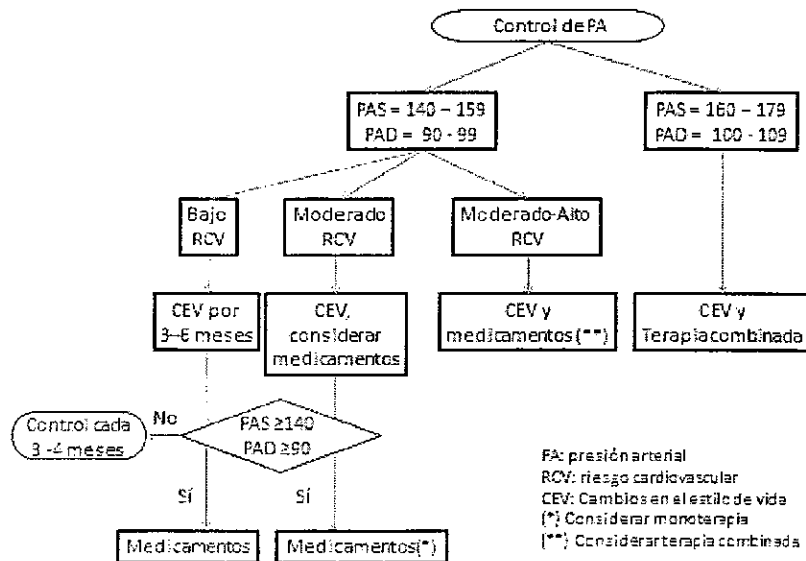 Control de PA
PAS = 140 – 159
PAD = 90 - 99
PAS = 160 – 179
PAD = 100 - 109
Bajo
RCV
Moderado
RCV
Moderado-Alto
RCV
CEV por
3–6 meses
CEV,
considerar
medicamentos
CEV y
medicamentos (**)
CEV y
Terapia combinada
Control cada
3 -4 meses
No
PAS ≥140
PAD ≥90
Sí
Sí
Medicamentos
Medicamentos(*)
PA: presión arterial
RCV: riesgo cardiovascular
CEV: Cambios en el estilo de vida
(*) Considerar monoterapia
(**) Considerar terapia combinada